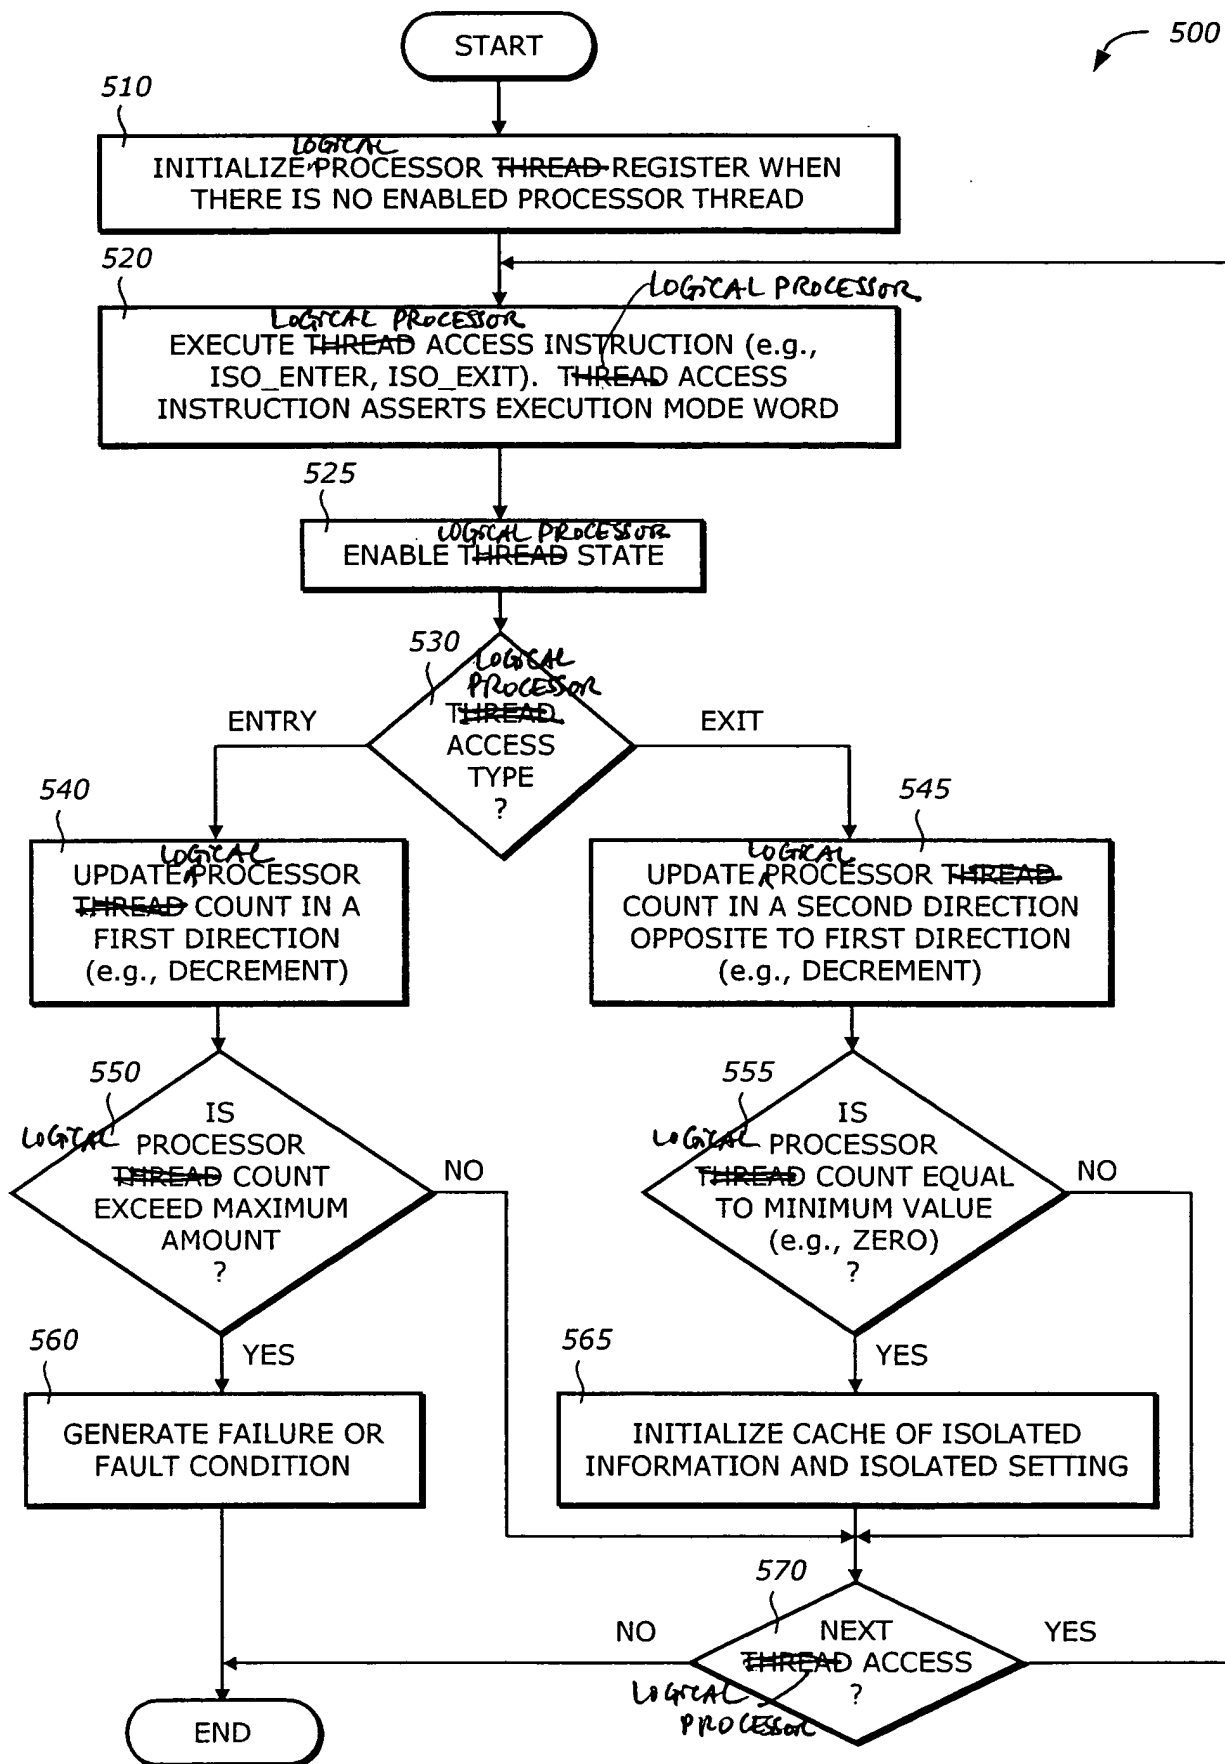 START
500
510
LOGICAL
INITIALIZE PROCESSOR THREAD REGISTER WHEN
THERE IS NO ENABLED PROCESSOR THREAD
520
LOGICAL PROCESSOR
LOGICAL PROCESSOR
EXECUTE THREAD ACCESS INSTRUCTION (e.g.,
ISO_ENTER, ISO_EXIT). THREAD ACCESS
INSTRUCTION ASSERTS EXECUTION MODE WORD
525
LOGICAL PROCESSOR
ENABLE THREAD STATE
530
LOGICAL
PROCESSOR
THREAD
ACCESS
TYPE
?
ENTRY
EXIT
540
LOGICAL
UPDATE PROCESSOR
THREAD COUNT IN A
FIRST DIRECTION
(e.g., DECREMENT)
545
LOGICAL
UPDATE PROCESSOR THREAD
COUNT IN A SECOND DIRECTION
OPPOSITE TO FIRST DIRECTION
(e.g., DECREMENT)
550
IS
LOGICAL PROCESSOR
THREAD COUNT
EXCEED MAXIMUM
AMOUNT
?
NO
YES
555
IS
LOGICAL PROCESSOR
THREAD COUNT EQUAL
TO MINIMUM VALUE
(e.g., ZERO)
?
NO
YES
560
GENERATE FAILURE OR
FAULT CONDITION
565
INITIALIZE CACHE OF ISOLATED
INFORMATION AND ISOLATED SETTING
570
NO
NEXT
THREAD ACCESS
?
YES
LOGICAL
PROCESSOR
END